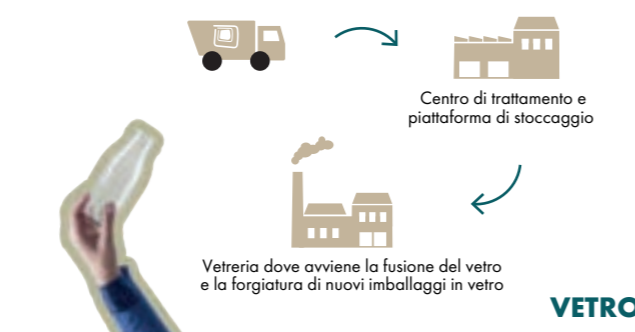 Centro di trattamento e
piattaforma di stoccaggio
Vetreria dove avviene la fusione del vetro
e la forgiatura di nuovi imballaggi in vetro
VETRO